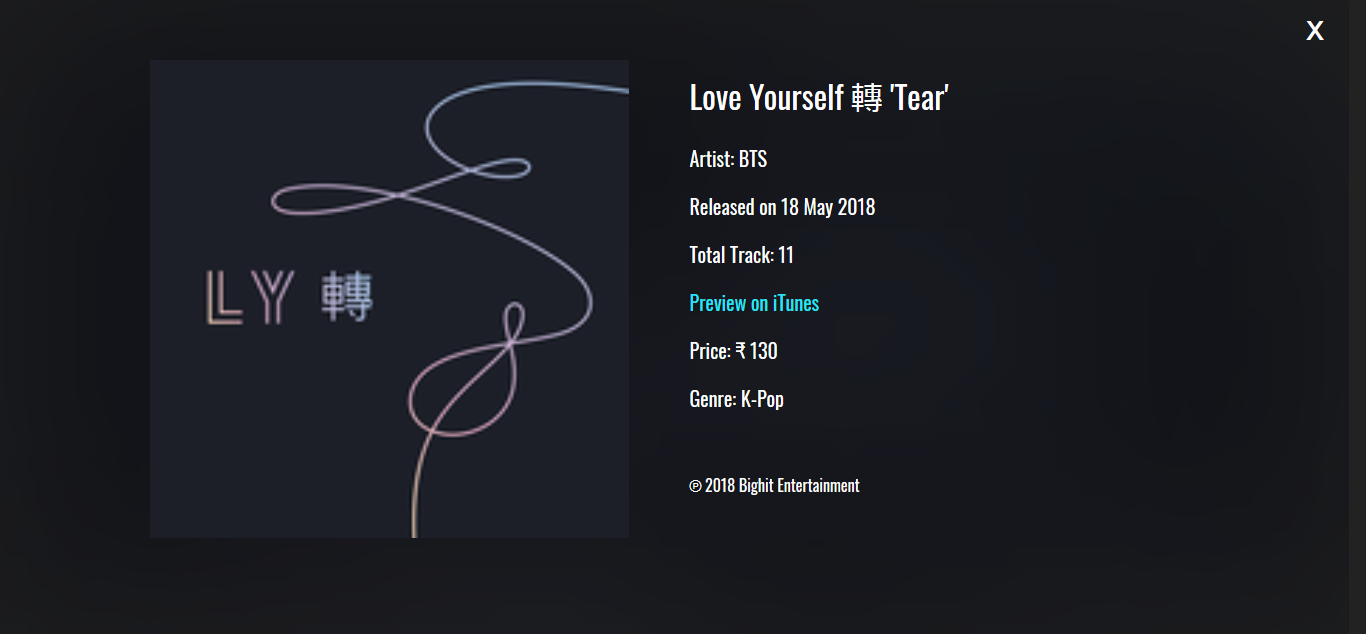 X
LY 轉
Love Yourself 轉 'Tear'
Artist: BTS
Released on 18 May 2018
Total Track: 11
Preview on iTunes
Price: ₹ 130
Genre: K-Pop
℗ 2018 Bighit Entertainment